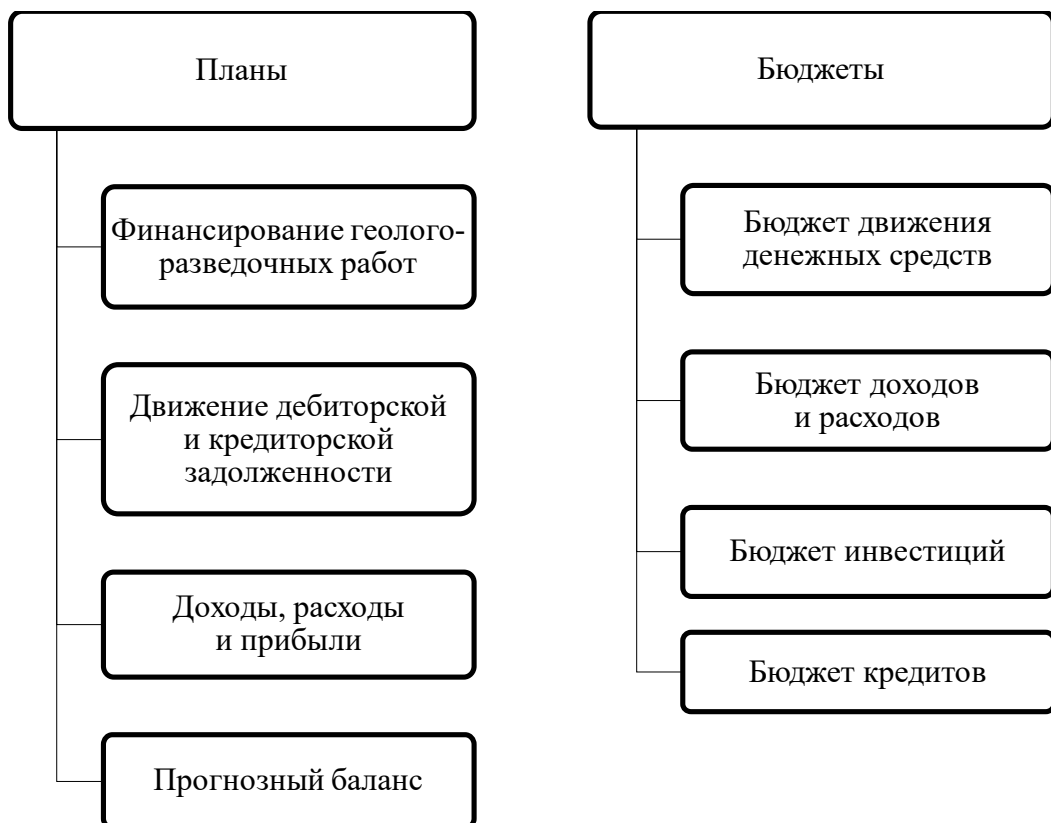 Планы
Финансирование геолого-
разведочных работ
Движение дебиторской
и кредиторской
задолженности
Доходы, расходы
и прибыли
Прогнозный баланс
Бюджеты
Бюджет движения
денежных средств
Бюджет доходов
и расходов
Бюджет инвестиций
Бюджет кредитов